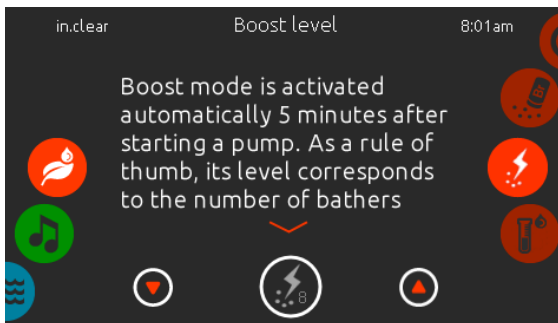 in.clear Boost level 8:01am
Boost mode is activated
automatically 5 minutes after
starting a pump. As a rule of
thumb, its level corresponds
to the number of bathers
Br
8